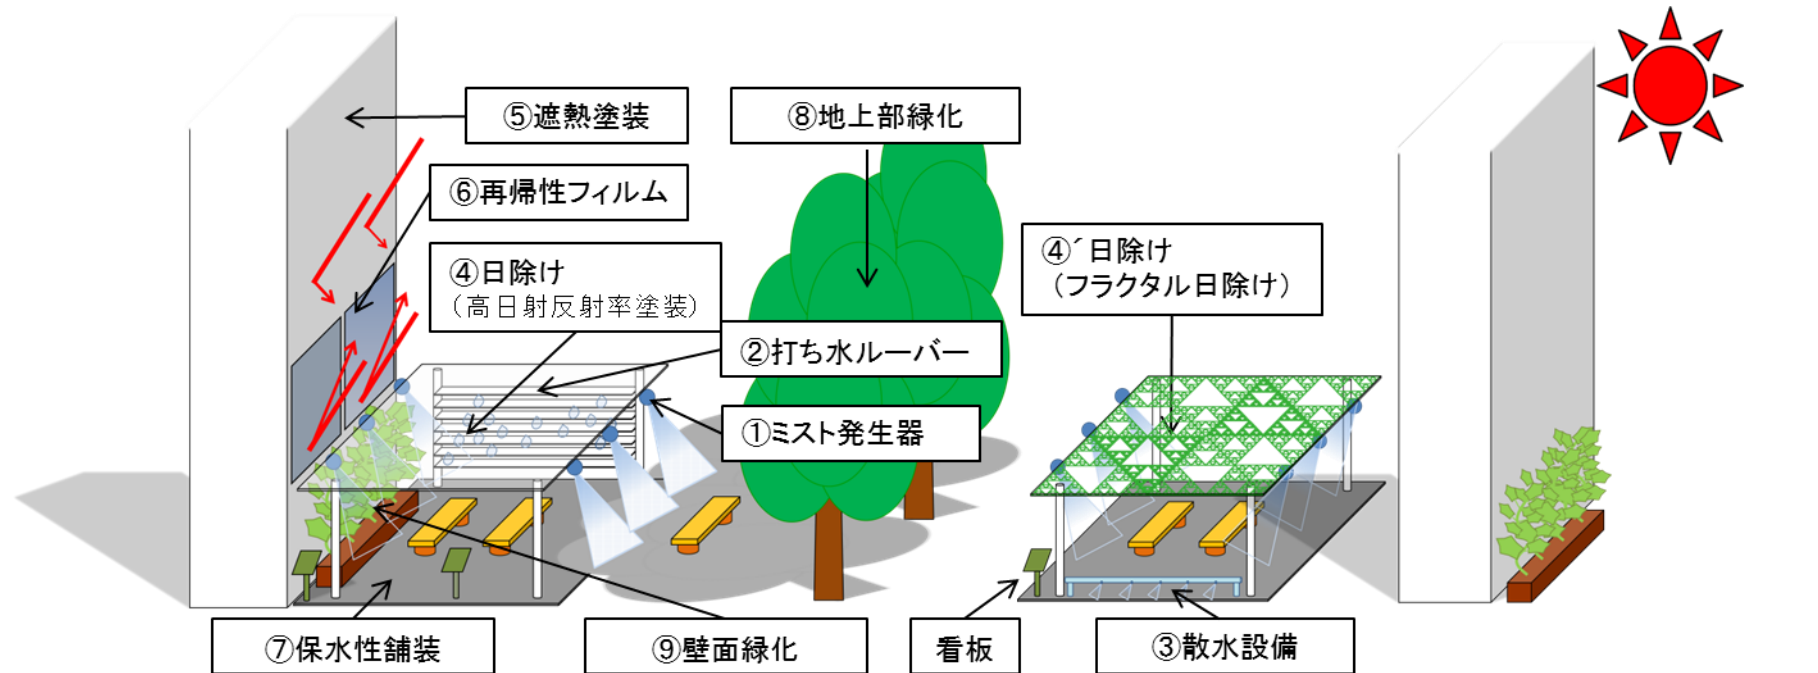 ⑤遮熱塗装
⑧地上部緑化
⑥再帰性フィルム
④日除け
（高日射反射率塗装）
④´日除け
（フラクタル日除け）
②打ち水ルーバー
①ミスト発生器
⑦保水性舗装
⑨壁面緑化
看板
③散水設備